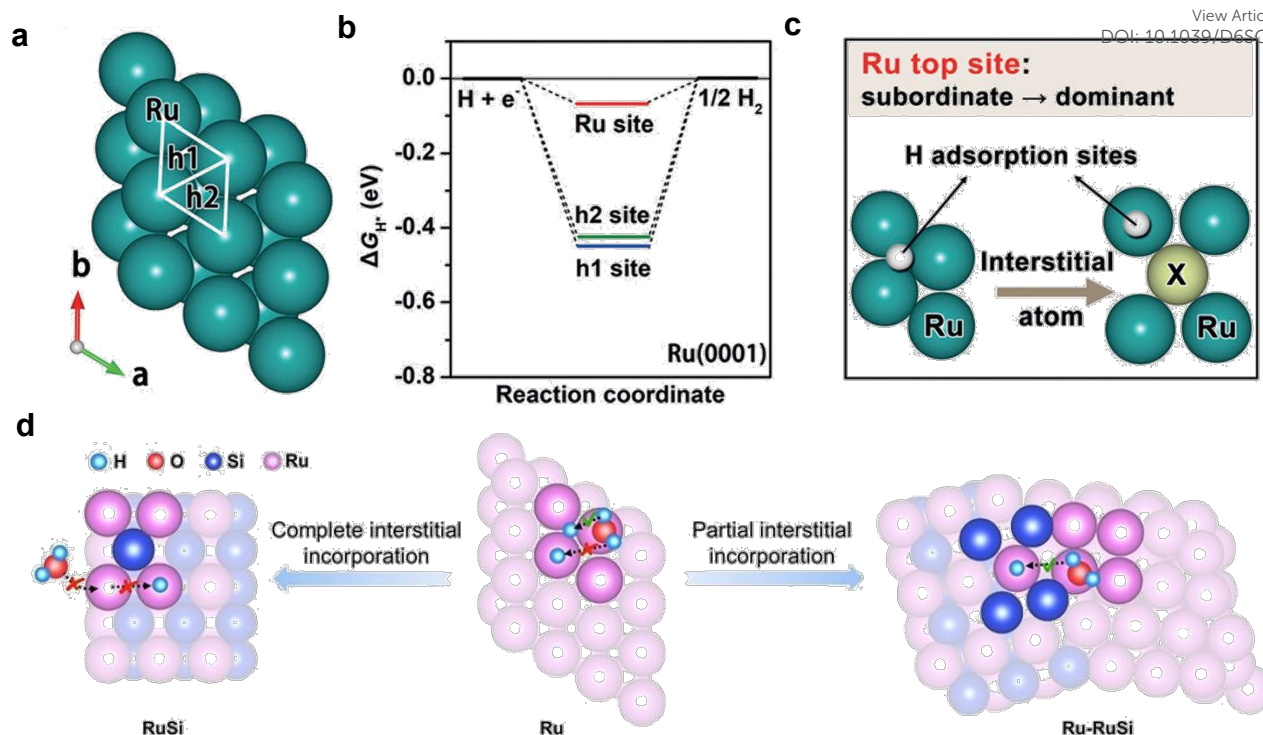 View Artic
DOI: 10.1039/D6SC
a
Ru
h1
h2
b
a
b
0.0
-0.2
-0.4
-0.6
-0.8
ΔG_H* (eV)
H + e⁻
Ru site
1/2 H₂
h2 site
h1 site
Ru(0001)
Reaction coordinate
c
Ru top site:
subordinate → dominant
H adsorption sites
Interstitial
atom
Ru
X
Ru
d
H O Si Ru
Complete interstitial
incorporation
Partial interstitial
incorporation
RuSi
Ru
Ru-RuSi